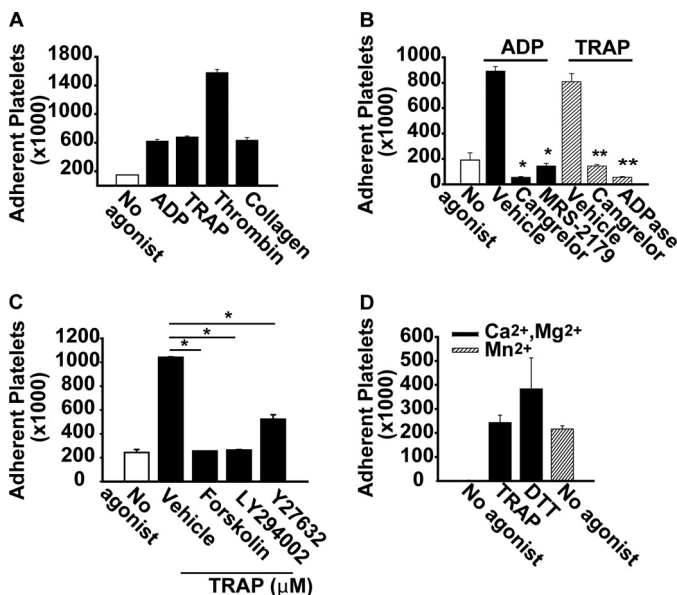 A
Adherent Platelets
(x1000)
1800
1400
1000
600
200
No
agonist
ADP
TRAP
Thrombin
Collagen
B
ADP
TRAP
Adherent Platelets
(x1000)
1000
800
600
400
200
0
*
*
**
**
No
agonist
Vehicle
Cangrelor
MRS-2179
Vehicle
Cangrelor
ADPase
C
Adherent Platelets
(x1000)
1200
1000
800
600
400
200
0
*
*
*
No
agonist
Vehicle
Forskolin
LY294002
Y27632
TRAP (μM)
D
Ca2+,Mg2+
Mn2+
Adherent Platelets
(x1000)
600
500
400
300
200
100
0
No agonist
TRAP
DTT
No agonist